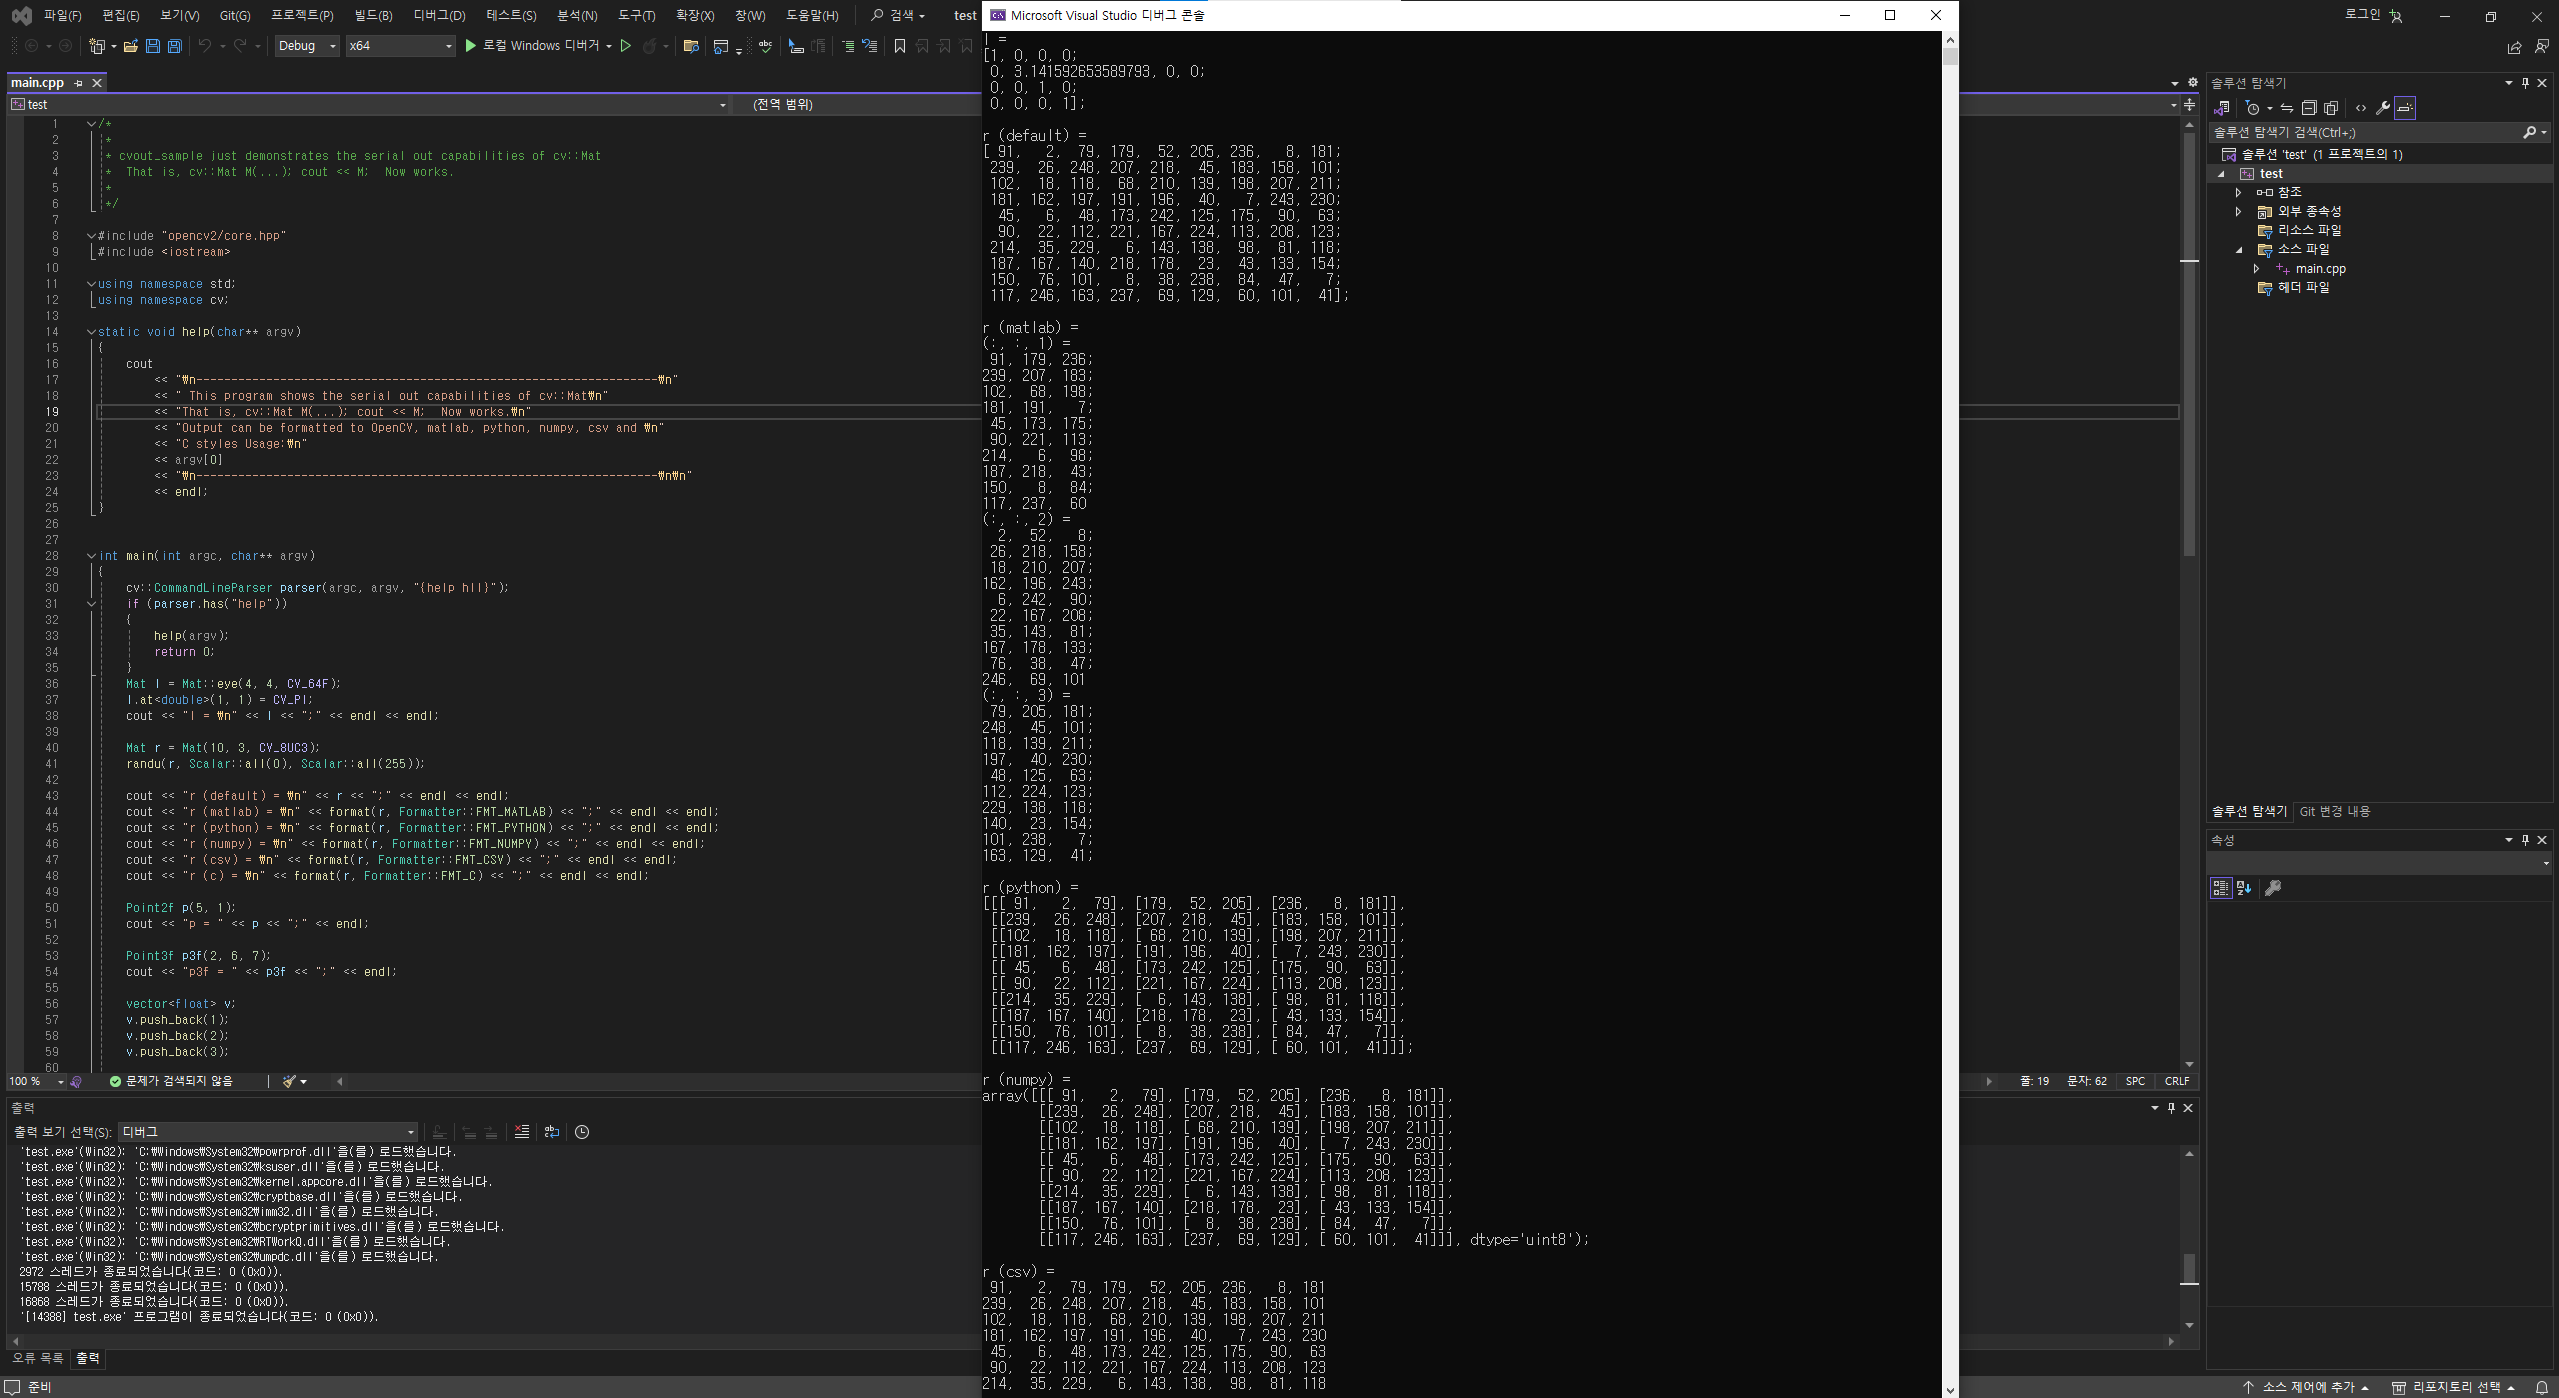 파일(F) 편집(E) 보기(V) Git(G) 프로젝트(P) 빌드(B) 디버그(D) 테스트(S) 분석(N) 도구(T) 확장(X) 창(W) 도움말(H) 검색 test
로그인
Debug x64 로컬 Windows 디버거
main.cpp
test (전역 범위)
1 /*
2 *
3 * cvout_sample just demonstrates the serial out capabilities of cv::Mat
4 * That is, cv::Mat M(...); cout << M;  Now works.
5 *
6 */
7
8 #include "opencv2/core.hpp"
9 #include <iostream>
10
11 using namespace std;
12 using namespace cv;
13
14 static void help(char** argv)
15 {
16 cout
17 << "₩n------------------------------------------------------------------₩n"
18 << " This program shows the serial out capabilities of cv::Mat₩n"
19 << "That is, cv::Mat M(...); cout << M;  Now works.₩n"
20 << "Output can be formatted to OpenCV, matlab, python, numpy, csv and ₩n"
21 << "C styles Usage:₩n"
22 << argv[0]
23 << "₩n------------------------------------------------------------------₩n₩n"
24 << endl;
25 }
26
27
28 int main(int argc, char** argv)
29 {
30 cv::CommandLineParser parser(argc, argv, "{help h||}");
31 if (parser.has("help"))
32 {
33 help(argv);
34 return 0;
35 }
36 Mat I = Mat::eye(4, 4, CV_64F);
37 I.at<double>(1, 1) = CV_PI;
38 cout << "I = ₩n" << I << ";" << endl << endl;
39
40 Mat r = Mat(10, 3, CV_8UC3);
41 randu(r, Scalar::all(0), Scalar::all(255));
42
43 cout << "r (default) = ₩n" << r << ";" << endl << endl;
44 cout << "r (matlab) = ₩n" << format(r, Formatter::FMT_MATLAB) << ";" << endl << endl;
45 cout << "r (python) = ₩n" << format(r, Formatter::FMT_PYTHON) << ";" << endl << endl;
46 cout << "r (numpy) = ₩n" << format(r, Formatter::FMT_NUMPY) << ";" << endl << endl;
47 cout << "r (csv) = ₩n" << format(r, Formatter::FMT_CSV) << ";" << endl << endl;
48 cout << "r (c) = ₩n" << format(r, Formatter::FMT_C) << ";" << endl << endl;
49
50 Point2f p(5, 1);
51 cout << "p = " << p << ";" << endl;
52
53 Point3f p3f(2, 6, 7);
54 cout << "p3f = " << p3f << ";" << endl;
55
56 vector<float> v;
57 v.push_back(1);
58 v.push_back(2);
59 v.push_back(3);
60
100 % 문제가 검색되지 않음
줄: 19 문자: 62 SPC CRLF
출력
출력 보기 선택(S): 디버그
'test.exe'(Win32): 'C:₩Windows₩System32₩powrprof.dll'을(를) 로드했습니다.
'test.exe'(Win32): 'C:₩Windows₩System32₩ksuser.dll'을(를) 로드했습니다.
'test.exe'(Win32): 'C:₩Windows₩System32₩kernel.appcore.dll'을(를) 로드했습니다.
'test.exe'(Win32): 'C:₩Windows₩System32₩cryptbase.dll'을(를) 로드했습니다.
'test.exe'(Win32): 'C:₩Windows₩System32₩imm32.dll'을(를) 로드했습니다.
'test.exe'(Win32): 'C:₩Windows₩System32₩bcryptprimitives.dll'을(를) 로드했습니다.
'test.exe'(Win32): 'C:₩Windows₩System32₩RTWorkQ.dll'을(를) 로드했습니다.
'test.exe'(Win32): 'C:₩Windows₩System32₩umpdc.dll'을(를) 로드했습니다.
2972 스레드가 종료되었습니다(코드: 0 (0x0)).
15788 스레드가 종료되었습니다(코드: 0 (0x0)).
16868 스레드가 종료되었습니다(코드: 0 (0x0)).
'[14388] test.exe' 프로그램이 종료되었습니다(코드: 0 (0x0)).
오류 목록 출력
준비
Microsoft Visual Studio 디버그 콘솔
I =
[1, 0, 0, 0;
 0, 3.141592653589793, 0, 0;
 0, 0, 1, 0;
 0, 0, 0, 1];
r (default) =
[ 91,   2,  79, 179,  52, 205, 236,   8, 181;
 239,  26, 248, 207, 218,  45, 183, 158, 101;
 102,  18, 118,  68, 210, 139, 198, 207, 211;
 181, 162, 197, 191, 196,  40,   7, 243, 230;
  45,   6,  48, 173, 242, 125, 175,  90,  63;
  90,  22, 112, 221, 167, 224, 113, 208, 123;
 214,  35, 229,   6, 143, 138,  98,  81, 118;
 187, 167, 140, 218, 178,  23,  43, 133, 154;
 150,  76, 101,   8,  38, 238,  84,  47,   7;
 117, 246, 163, 237,  69, 129,  60, 101,  41];
r (matlab) =
(:, :, 1) =
 91, 179, 236;
239, 207, 183;
102,  68, 198;
181, 191,   7;
 45, 173, 175;
 90, 221, 113;
214,   6,  98;
187, 218,  43;
150,   8,  84;
117, 237,  60
(:, :, 2) =
  2,  52,   8;
 26, 218, 158;
 18, 210, 207;
162, 196, 243;
  6, 242,  90;
 22, 167, 208;
 35, 143,  81;
167, 178, 133;
 76,  38,  47;
246,  69, 101
(:, :, 3) =
 79, 205, 181;
248,  45, 101;
118, 139, 211;
197,  40, 230;
 48, 125,  63;
112, 224, 123;
229, 138, 118;
140,  23, 154;
101, 238,   7;
163, 129,  41;
r (python) =
[[[ 91,   2,  79], [179,  52, 205], [236,   8, 181]],
 [[239,  26, 248], [207, 218,  45], [183, 158, 101]],
 [[102,  18, 118], [ 68, 210, 139], [198, 207, 211]],
 [[181, 162, 197], [191, 196,  40], [  7, 243, 230]],
 [[ 45,   6,  48], [173, 242, 125], [175,  90,  63]],
 [[ 90,  22, 112], [221, 167, 224], [113, 208, 123]],
 [[214,  35, 229], [  6, 143, 138], [ 98,  81, 118]],
 [[187, 167, 140], [218, 178,  23], [ 43, 133, 154]],
 [[150,  76, 101], [  8,  38, 238], [ 84,  47,   7]],
 [[117, 246, 163], [237,  69, 129], [ 60, 101,  41]]];
r (numpy) =
array([[[ 91,   2,  79], [179,  52, 205], [236,   8, 181]],
       [[239,  26, 248], [207, 218,  45], [183, 158, 101]],
       [[102,  18, 118], [ 68, 210, 139], [198, 207, 211]],
       [[181, 162, 197], [191, 196,  40], [  7, 243, 230]],
       [[ 45,   6,  48], [173, 242, 125], [175,  90,  63]],
       [[ 90,  22, 112], [221, 167, 224], [113, 208, 123]],
       [[214,  35, 229], [  6, 143, 138], [ 98,  81, 118]],
       [[187, 167, 140], [218, 178,  23], [ 43, 133, 154]],
       [[150,  76, 101], [  8,  38, 238], [ 84,  47,   7]],
       [[117, 246, 163], [237,  69, 129], [ 60, 101,  41]]], dtype='uint8');
r (csv) =
 91,   2,  79, 179,  52, 205, 236,   8, 181
239,  26, 248, 207, 218,  45, 183, 158, 101
102,  18, 118,  68, 210, 139, 198, 207, 211
181, 162, 197, 191, 196,  40,   7, 243, 230
 45,   6,  48, 173, 242, 125, 175,  90,  63
 90,  22, 112, 221, 167, 224, 113, 208, 123
214,  35, 229,   6, 143, 138,  98,  81, 118
솔루션 탐색기
솔루션 탐색기 검색(Ctrl+;)
솔루션 'test' (1 프로젝트의 1)
test
참조
외부 종속성
리소스 파일
소스 파일
main.cpp
헤더 파일
솔루션 탐색기 Git 변경 내용
속성
소스 제어에 추가 리포지토리 선택